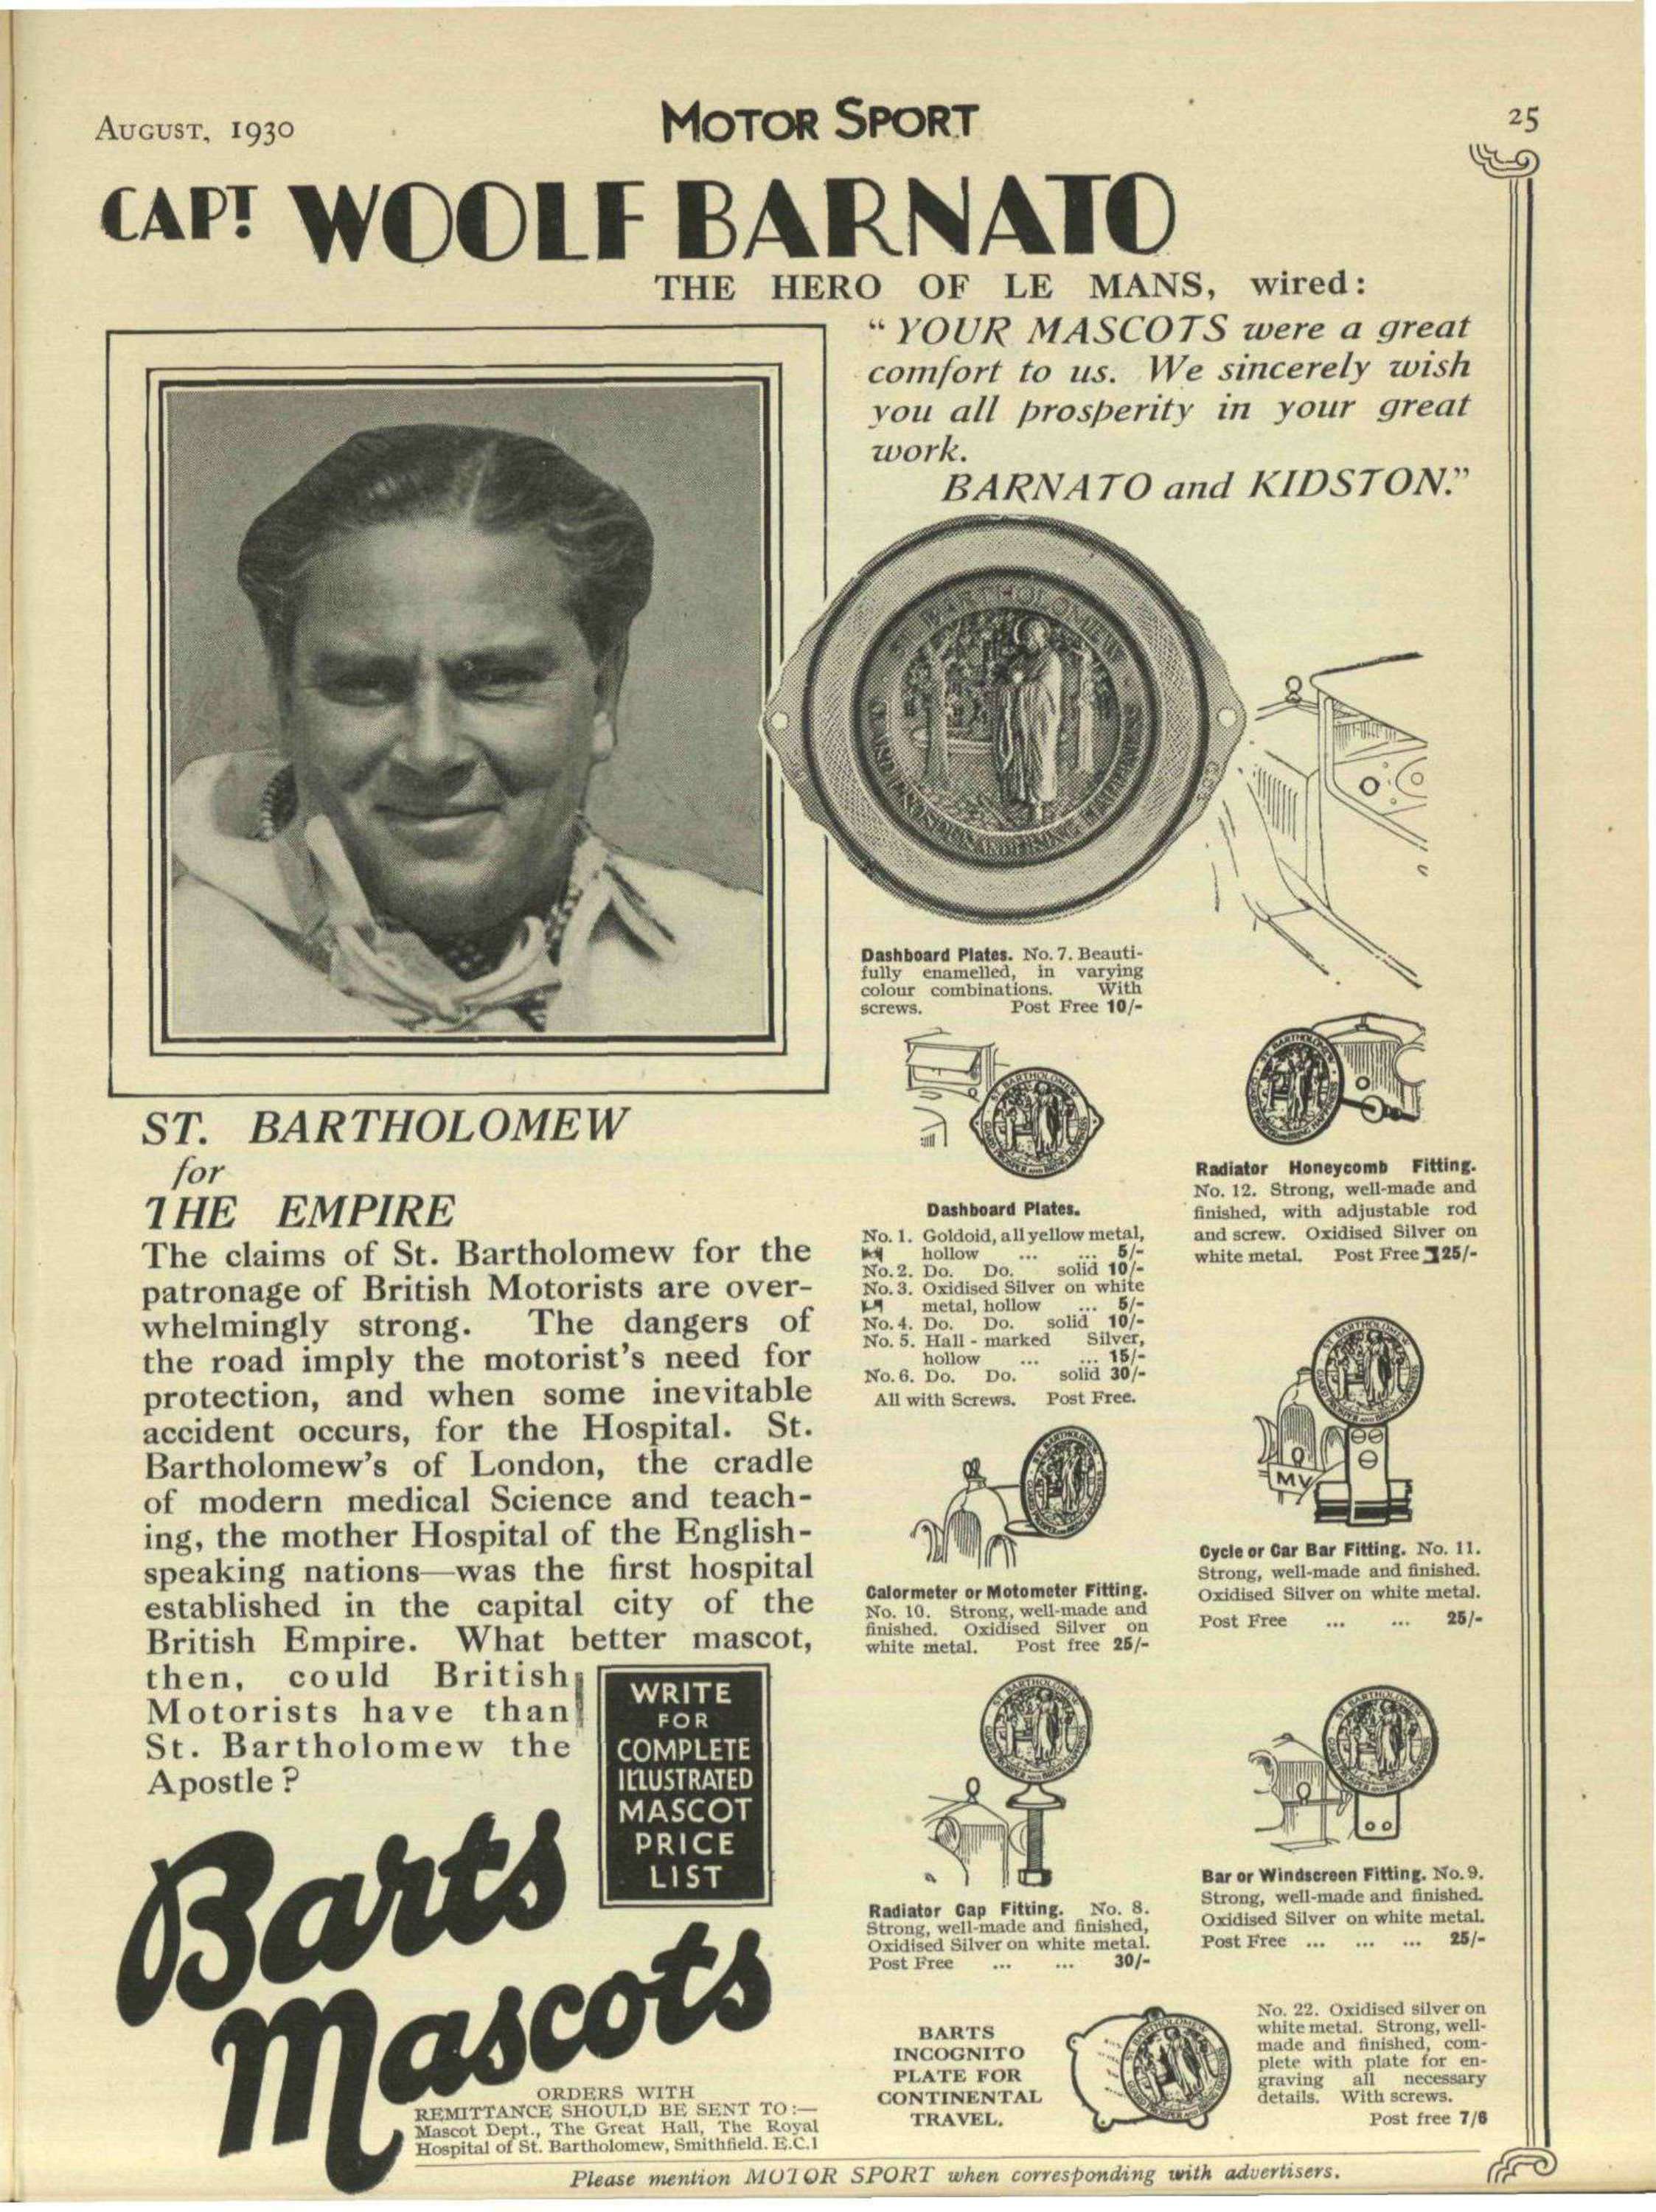 AUGUST, 1930
MOTOR SPORT
25
CAPT. WOOLF BARNATO
THE HERO OF LE MANS, wired:
“YOUR MASCOTS were a great
comfort to us. We sincerely wish
you all prosperity in your great
work.
BARNATO and KIDSTON.”
ST. BARTHOLOMEW
Dashboard Plates. No. 7. Beauti-
fully enamelled, in varying
colour combinations. With
screws. Post Free 10/-
ST. BARTHOLOMEW
for
THE EMPIRE
The claims of St. Bartholomew for the
patronage of British Motorists are over-
whelmingly strong. The dangers of
the road imply the motorist's need for
protection, and when some inevitable
accident occurs, for the Hospital. St.
Bartholomew's of London, the cradle
of modern medical Science and teach-
ing, the mother Hospital of the English-
speaking nations—was the first hospital
established in the capital city of the
British Empire. What better mascot,
then, could British
Motorists have than
St. Bartholomew the
Apostle?
WRITE
FOR
COMPLETE
ILLUSTRATED
MASCOT
PRICE
LIST
Barts
Mascots
ORDERS WITH
REMITTANCE SHOULD BE SENT TO:—
Mascot Dept., The Great Hall, The Royal
Hospital of St. Bartholomew, Smithfield. E.C.1
ST. BARTHOLOMEW
Dashboard Plates.
No. 1. Goldoid, all yellow metal,
hollow ... ... 5/-
No. 2. Do. Do. solid 10/-
No. 3. Oxidised Silver on white
metal, hollow ... 5/-
No. 4. Do. Do. solid 10/-
No. 5. Hall - marked Silver,
hollow ... ... 15/-
No. 6. Do. Do. solid 30/-
All with Screws. Post Free.
ST. BARTHOLOMEW
Radiator Honeycomb Fitting.
No. 12. Strong, well-made and
finished, with adjustable rod
and screw. Oxidised Silver on
white metal. Post Free 25/-
ST. BARTHOLOMEW
Calormeter or Motometer Fitting.
No. 10. Strong, well-made and
finished. Oxidised Silver on
white metal. Post free 25/-
ST. BARTHOLOMEW
MV
Cycle or Car Bar Fitting. No. 11.
Strong, well-made and finished.
Oxidised Silver on white metal.
Post Free ... ... 25/-
ST. BARTHOLOMEW
Radiator Cap Fitting. No. 8.
Strong, well-made and finished,
Oxidised Silver on white metal.
Post Free ... ... 30/-
ST. BARTHOLOMEW
Bar or Windscreen Fitting. No. 9.
Strong, well-made and finished.
Oxidised Silver on white metal.
Post Free ... ... ... 25/-
BARTS
INCOGNITO
PLATE FOR
CONTINENTAL
TRAVEL.
ST. BARTHOLOMEW
No. 22. Oxidised silver on
white metal. Strong, well-
made and finished, com-
plete with plate for en-
graving all necessary
details. With screws.
Post free 7/6
Please mention MOTOR SPORT when corresponding with advertisers.